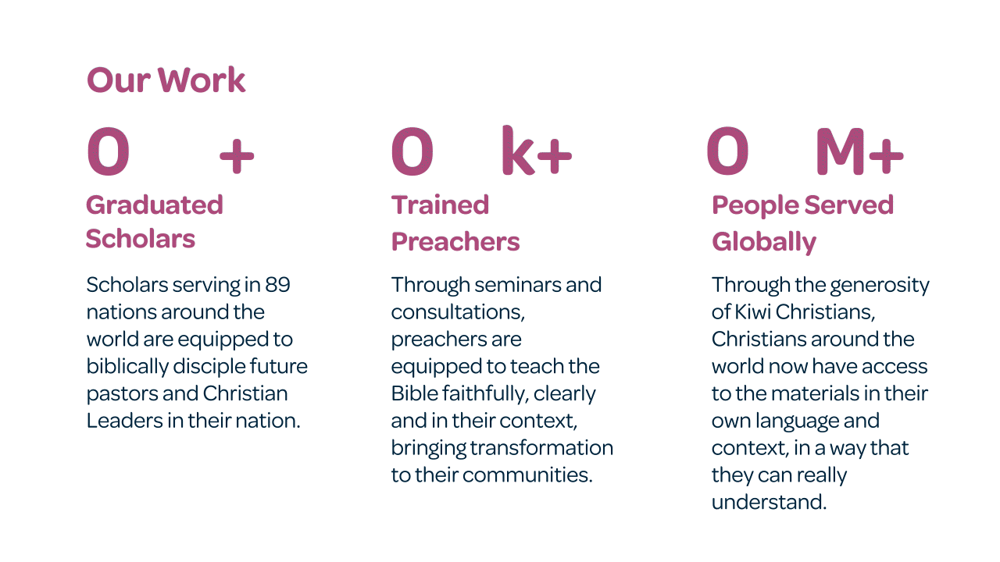 Our Work
0 +
Graduated
Scholars
Scholars serving in 89
nations around the
world are equipped to
biblically disciple future
pastors and Christian
Leaders in their nation.
0 k+
Trained
Preachers
Through seminars and
consultations,
preachers are
equipped to teach the
Bible faithfully, clearly
and in their context,
bringing transformation
to their communities.
0 M+
People Served
Globally
Through the generosity
of Kiwi Christians,
Christians around the
world now have access
to the materials in their
own language and
context, in a way that
they can really
understand.